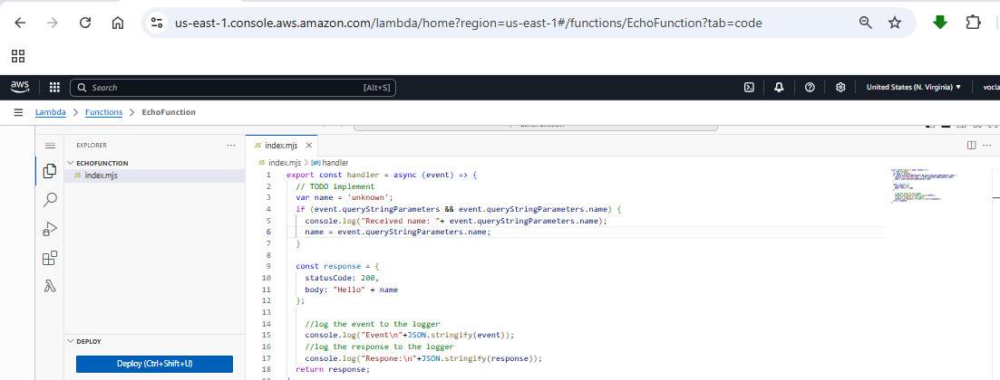 us-east-1.console.aws.amazon.com/lambda/home?region=us-east-1#/functions/EchoFunction?tab=code
aws
Search
[Alt+S]
United States (N. Virginia)
vocla
Lambda > Functions > EchoFunction
EXPLORER
ECHOFUNCTION
JS index.mjs
DEPLOY
Deploy (Ctrl+Shift+U)
JS index.mjs
JS index.mjs > handler
1 export const handler = async (event) => {
2 // TODO implement
3 var name = 'unknown';
4 if (event.queryStringParameters && event.queryStringParameters.name) {
5 console.log("Received name: "+ event.queryStringParameters.name);
6 name = event.queryStringParameters.name;
7 }
8
9 const response = {
10 statusCode: 200,
11 body: "Hello" + name
12 };
13
14 //log the event to the logger
15 console.log("Event\n"+JSON.stringify(event));
16 //log the response to the logger
17 console.log("Respone:\n"+JSON.stringify(response));
18 return response;